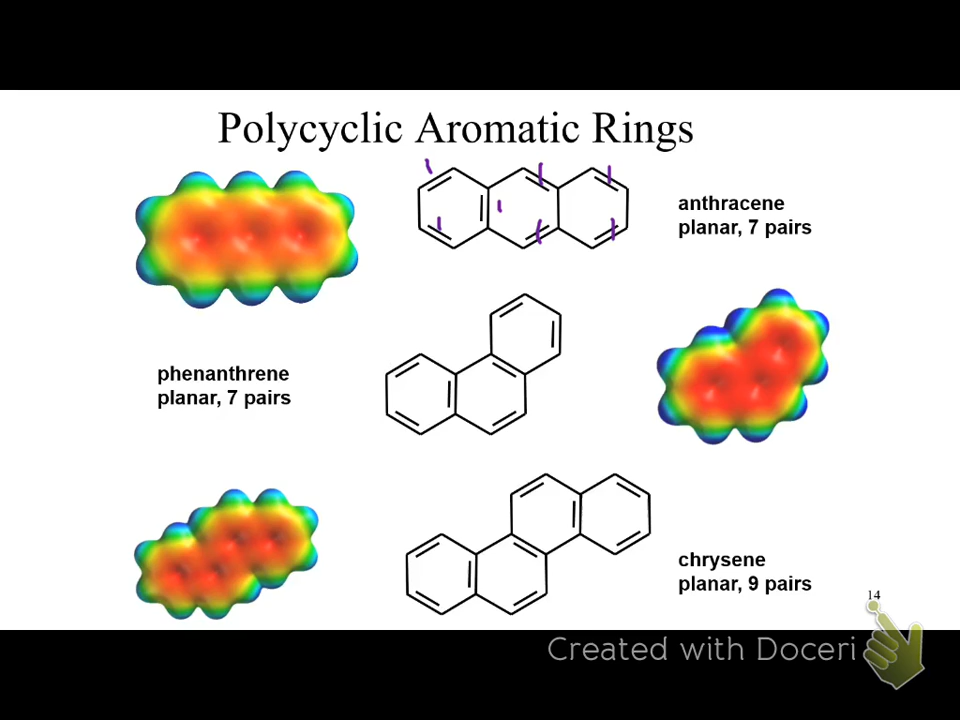 Polycyclic Aromatic Rings
anthracene
planar, 7 pairs
phenanthrene
planar, 7 pairs
chrysene
planar, 9 pairs
14
Created with Doceri